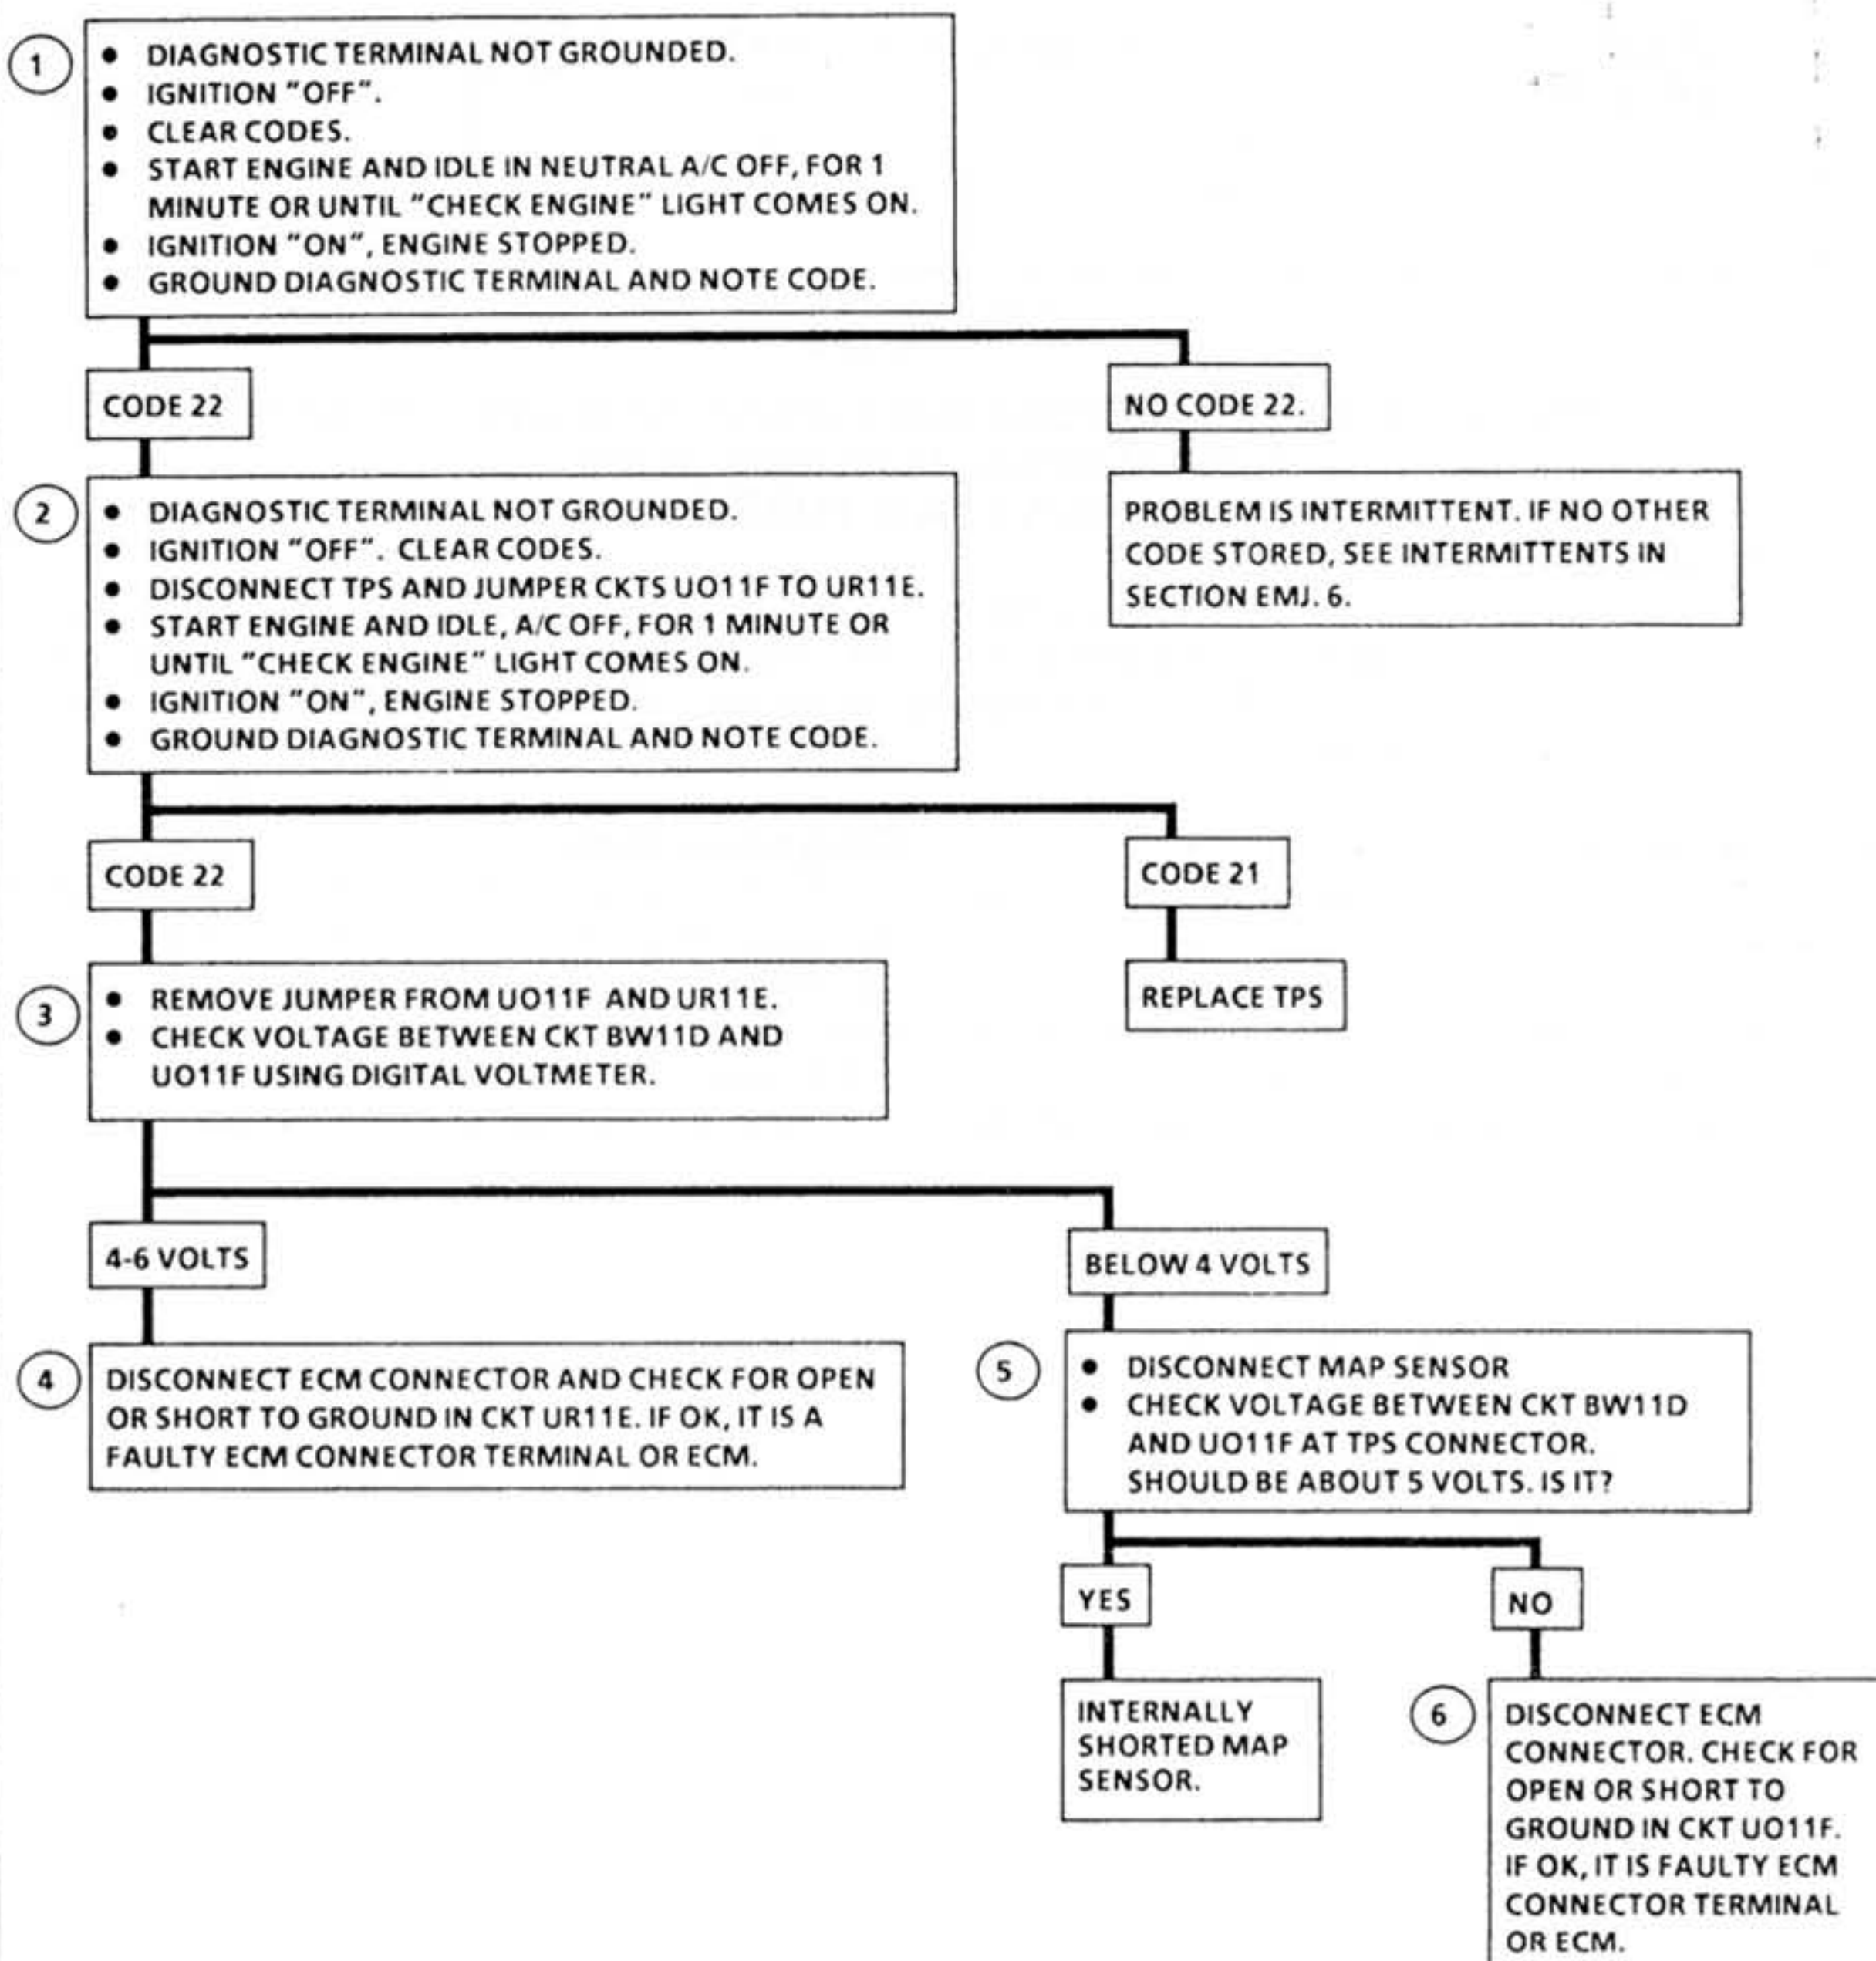 1
• DIAGNOSTIC TERMINAL NOT GROUNDED.
• IGNITION "OFF".
• CLEAR CODES.
• START ENGINE AND IDLE IN NEUTRAL A/C OFF, FOR 1
MINUTE OR UNTIL "CHECK ENGINE" LIGHT COMES ON.
• IGNITION "ON", ENGINE STOPPED.
• GROUND DIAGNOSTIC TERMINAL AND NOTE CODE.
CODE 22
NO CODE 22.
2
• DIAGNOSTIC TERMINAL NOT GROUNDED.
• IGNITION "OFF". CLEAR CODES.
• DISCONNECT TPS AND JUMPER CKTS UO11F TO UR11E.
• START ENGINE AND IDLE, A/C OFF, FOR 1 MINUTE OR
UNTIL "CHECK ENGINE" LIGHT COMES ON.
• IGNITION "ON", ENGINE STOPPED.
• GROUND DIAGNOSTIC TERMINAL AND NOTE CODE.
PROBLEM IS INTERMITTENT. IF NO OTHER
CODE STORED, SEE INTERMITTENTS IN
SECTION EMJ. 6.
CODE 22
CODE 21
3
• REMOVE JUMPER FROM UO11F AND UR11E.
• CHECK VOLTAGE BETWEEN CKT BW11D AND
UO11F USING DIGITAL VOLTMETER.
REPLACE TPS
4-6 VOLTS
BELOW 4 VOLTS
4
DISCONNECT ECM CONNECTOR AND CHECK FOR OPEN
OR SHORT TO GROUND IN CKT UR11E. IF OK, IT IS A
FAULTY ECM CONNECTOR TERMINAL OR ECM.
5
• DISCONNECT MAP SENSOR
• CHECK VOLTAGE BETWEEN CKT BW11D
AND UO11F AT TPS CONNECTOR.
SHOULD BE ABOUT 5 VOLTS. IS IT?
YES
NO
INTERNALLY
SHORTED MAP
SENSOR.
6
DISCONNECT ECM
CONNECTOR. CHECK FOR
OPEN OR SHORT TO
GROUND IN CKT UO11F.
IF OK, IT IS FAULTY ECM
CONNECTOR TERMINAL
OR ECM.